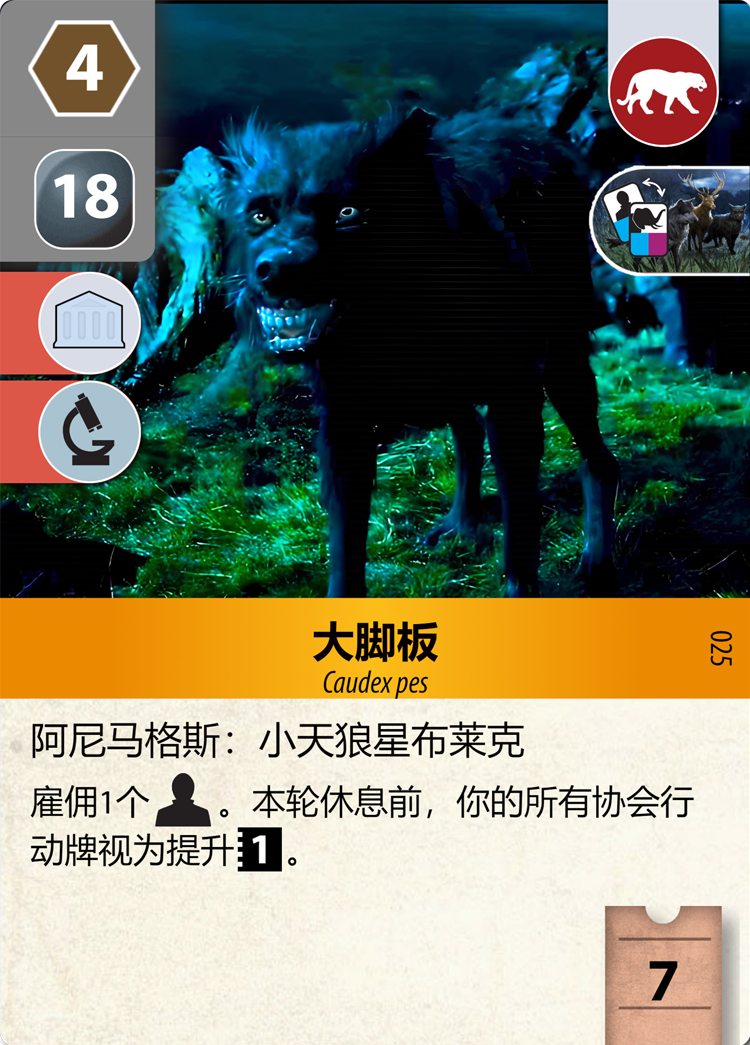 4
18
大脚板
Caudex pes
025
阿尼马格斯：小天狼星布莱克
雇佣1个。本轮休息前，你的所有协会行
动牌视为提升1。
7